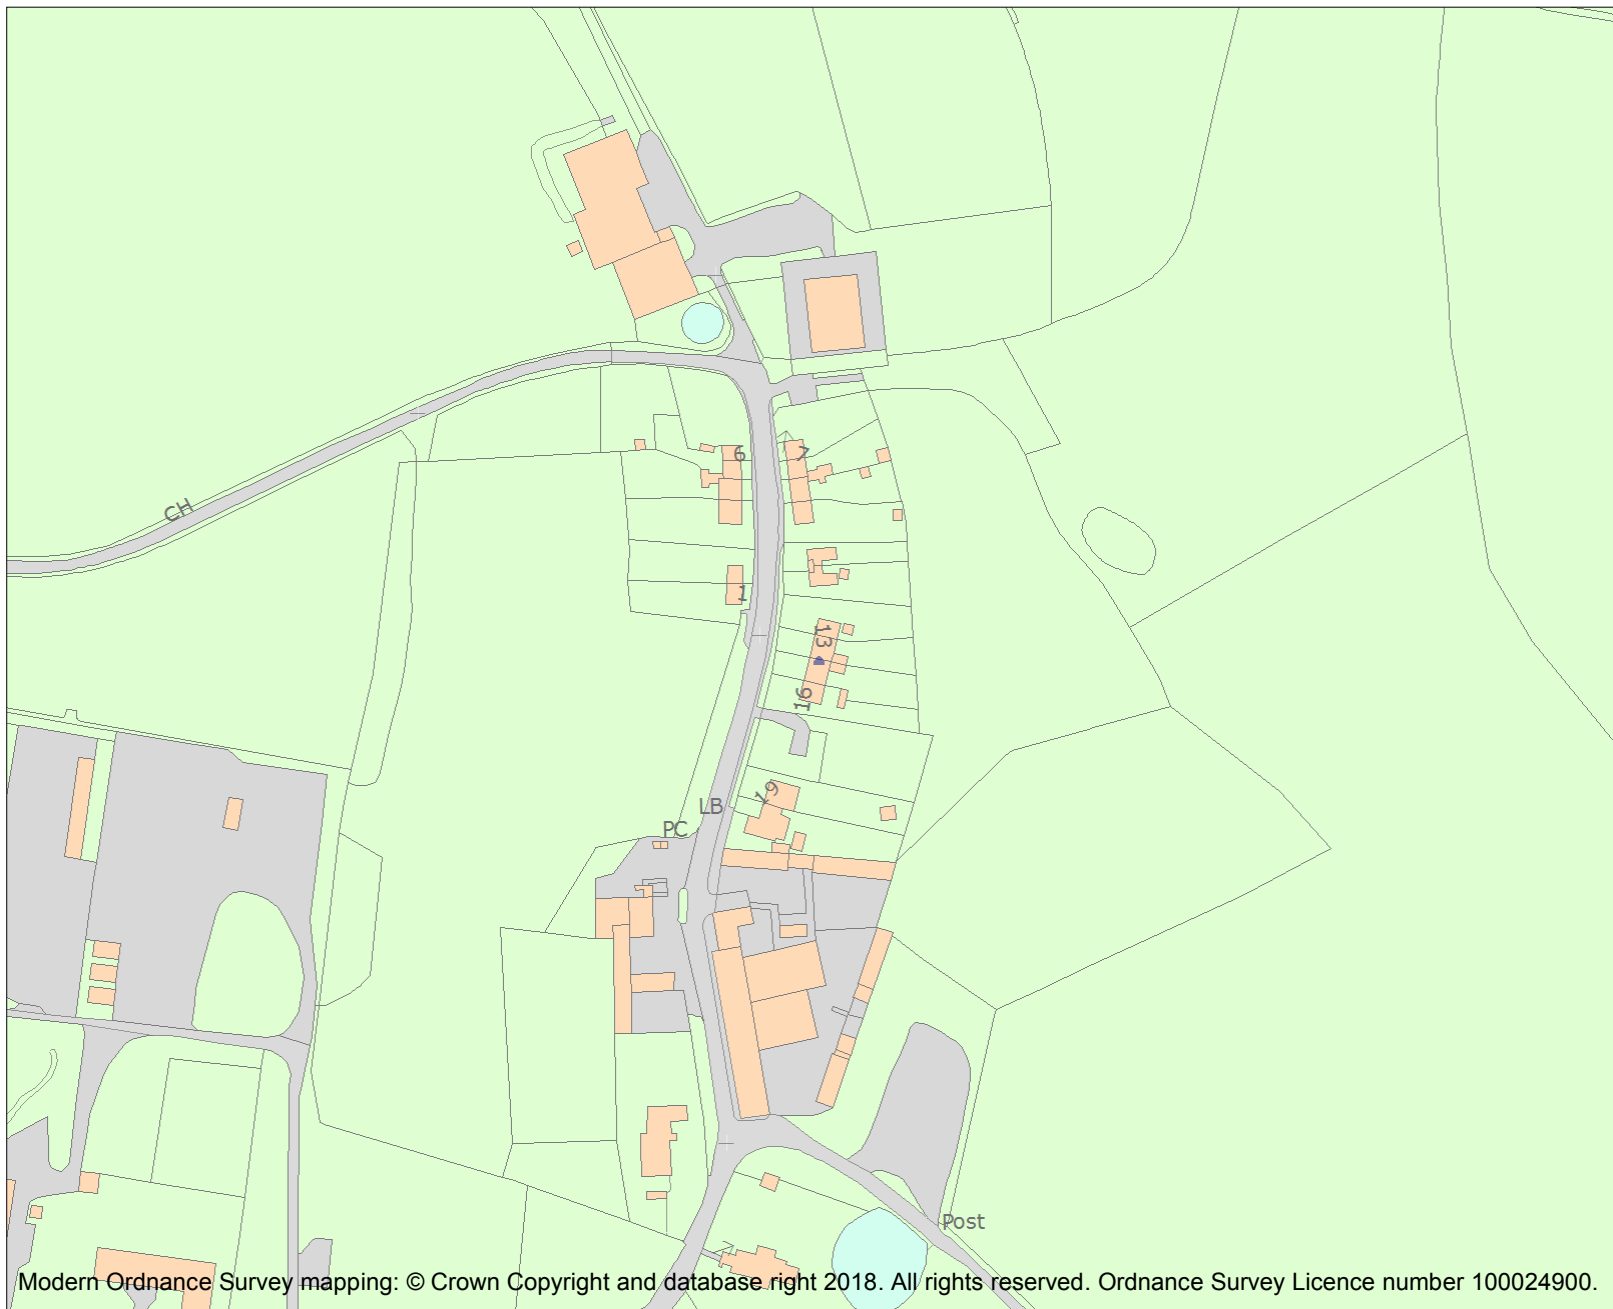 6
7
CH
1
13
16
19
LB
PC
Post
Modern Ordnance Survey mapping: © Crown Copyright and database right 2018. All rights reserved. Ordnance Survey Licence number 100024900.